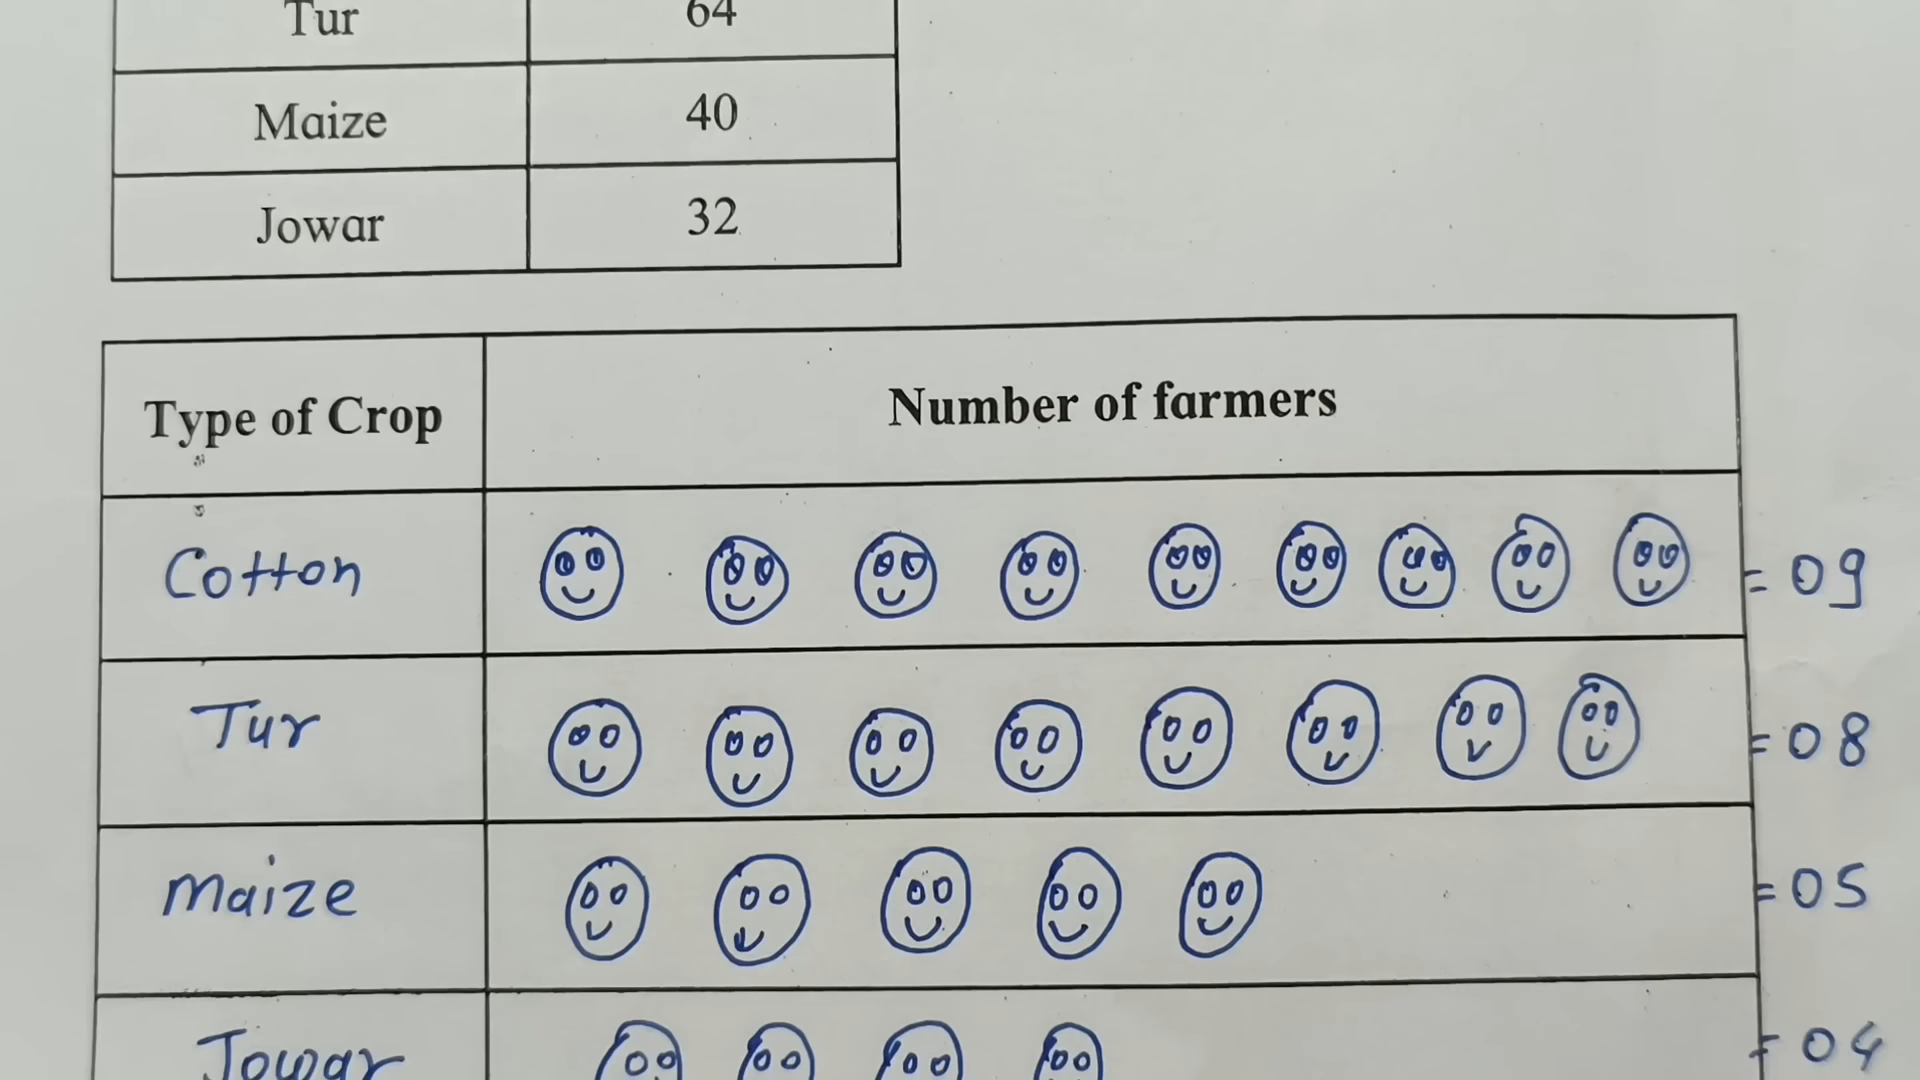 Tur 64
Maize 40
Jowar 32
Type of Crop Number of farmers
Cotton = 09
Tur = 08
Maize = 05
Jowar = 04